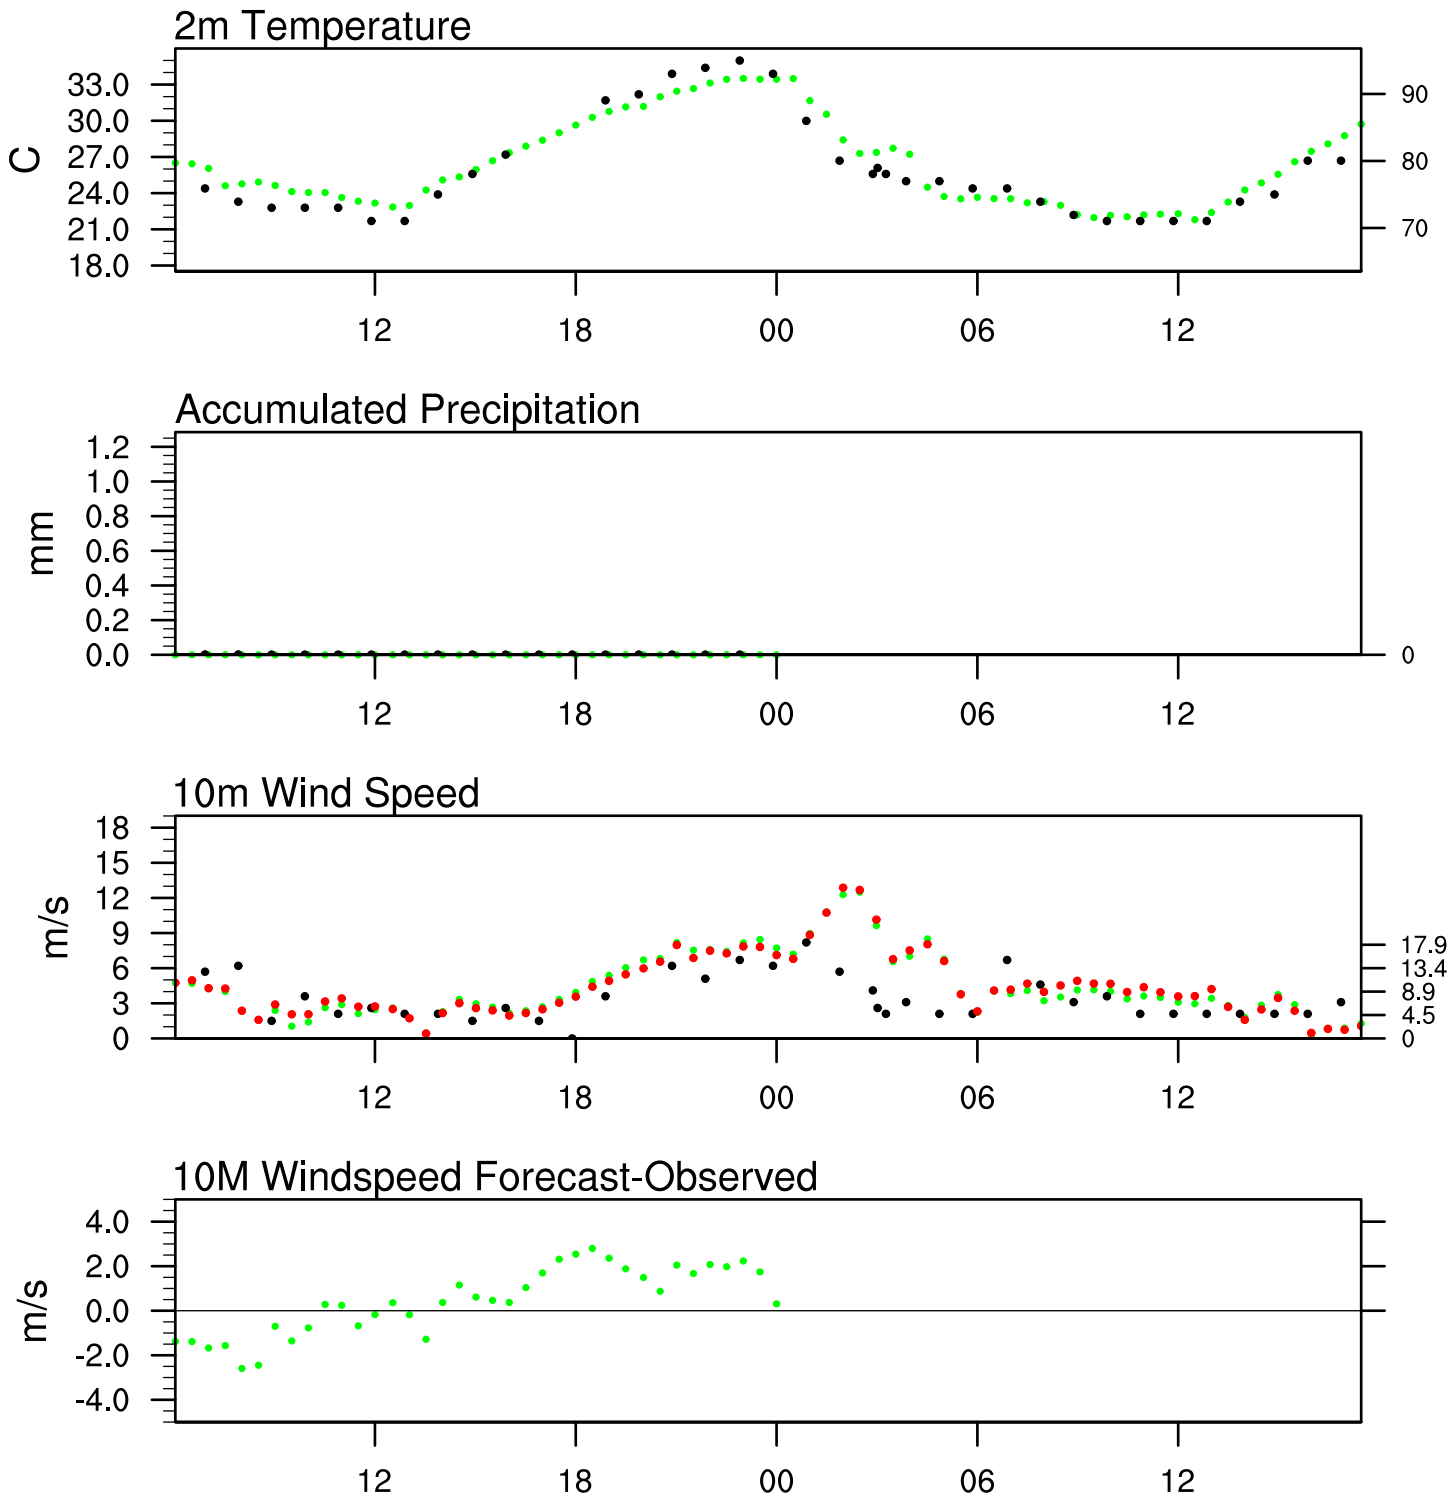 2m Temperature
33.0
30.0
27.0
24.0
21.0
18.0
C
90
80
70
12 18 00 06 12
Accumulated Precipitation
1.2
1.0
0.8
0.6
0.4
0.2
0.0
mm
0
12 18 00 06 12
10m Wind Speed
18
15
12
9
6
3
0
m/s
17.9
13.4
8.9
4.5
0
12 18 00 06 12
10M Windspeed Forecast-Observed
4.0
2.0
0.0
-2.0
-4.0
m/s
12 18 00 06 12